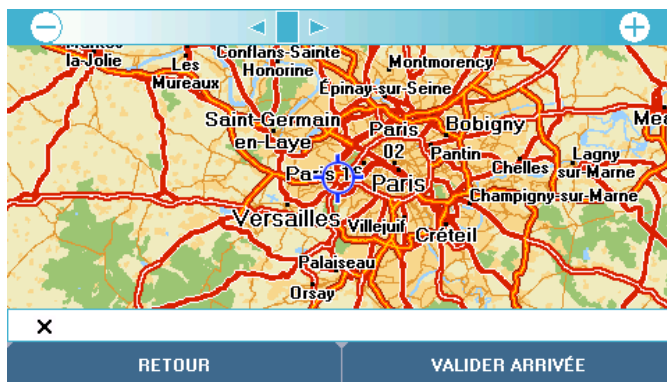 Conflans-Sainte
Honorine
la-Jolie
Les
Mureaux
Montmorency
Épinay-sur-Seine
Saint-Germain
en-Laye
Paris
02
Bobigny
Pantin
Chelles
Lagny
sur-Marne
Paris
Champigny-sur-Marne
Versailles
Villejuif
Créteil
Palaiseau
Orsay
RETOUR
VALIDER ARRIVÉE